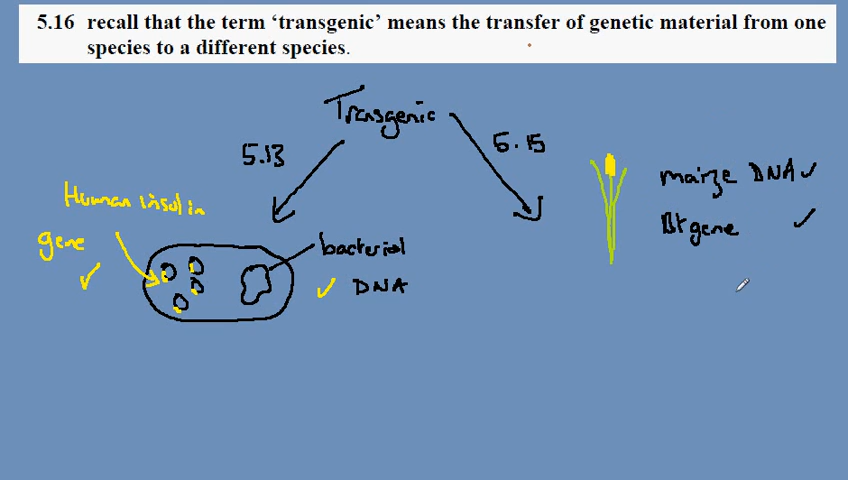 5.16 recall that the term ‘transgenic’ means the transfer of genetic material from one
species to a different species.
Transgenic
5.13
5.15
maize DNA ✓
Bt gene ✓
Human insulin
gene
✓
bacterial
✓ DNA